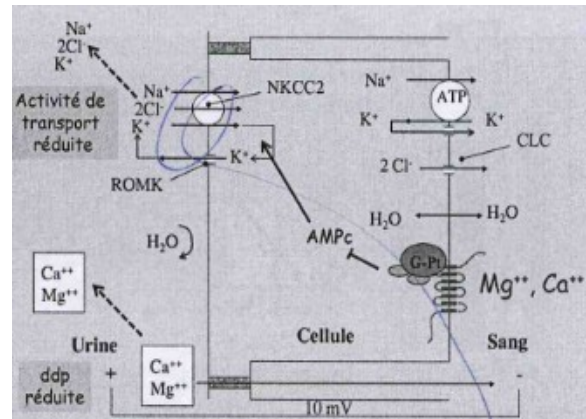 Na⁺
2Cl⁻
K⁺
Activité de
transport
réduite
Na⁺
2Cl⁻
K⁺
NKCC2
K⁺
ROMK
Na⁺
ATP
K⁺
K⁺
CLC
2 Cl⁻
H₂O
H₂O
H₂O
AMPc
G-Pt
Mg⁺⁺, Ca⁺⁺
Ca⁺⁺
Mg⁺⁺
Urine
Cellule
Sang
ddp
réduite
+
Ca⁺⁺
Mg⁺⁺
-
10 mV